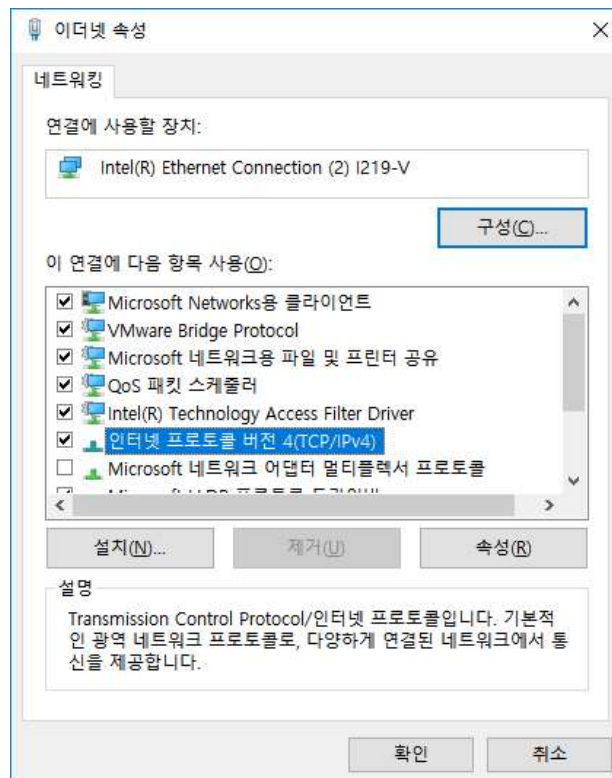 이더넷 속성
네트워킹
연결에 사용할 장치:
Intel(R) Ethernet Connection (2) I219-V
구성(C)...
이 연결에 다음 항목 사용(O):
Microsoft Networks용 클라이언트
VMware Bridge Protocol
Microsoft 네트워크용 파일 및 프린터 공유
QoS 패킷 스케줄러
Intel(R) Technology Access Filter Driver
인터넷 프로토콜 버전 4(TCP/IPv4)
Microsoft 네트워크 어댑터 멀티플렉서 프로토콜
설치(N)...
제거(U)
속성(R)
설명
Transmission Control Protocol/인터넷 프로토콜입니다. 기본적
인 광역 네트워크 프로토콜로, 다양하게 연결된 네트워크에서 통
신을 제공합니다.
확인
취소